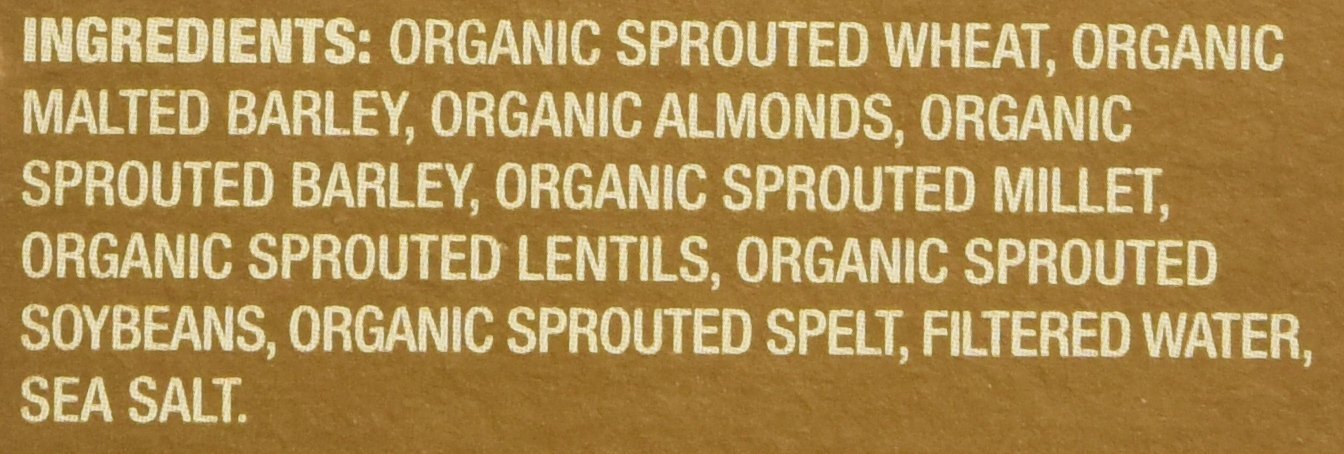 INGREDIENTS: ORGANIC SPROUTED WHEAT, ORGANIC
MALTED BARLEY, ORGANIC ALMONDS, ORGANIC
SPROUTED BARLEY, ORGANIC SPROUTED MILLET,
ORGANIC SPROUTED LENTILS, ORGANIC SPROUTED
SOYBEANS, ORGANIC SPROUTED SPELT, FILTERED WATER,
SEA SALT.